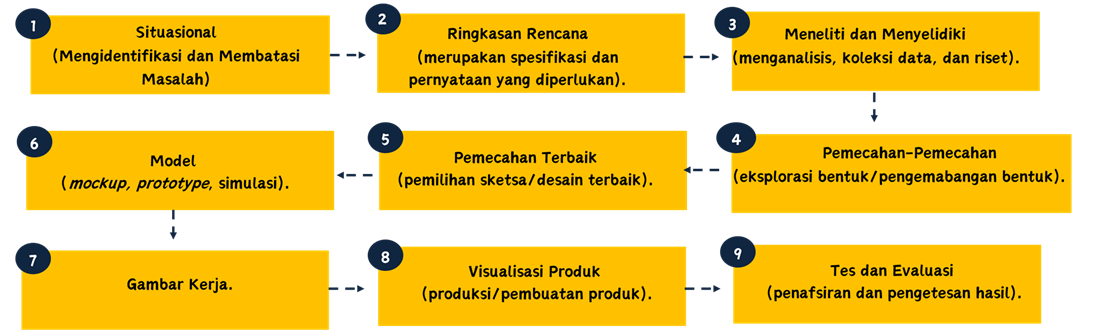 1
Situasional
(Mengidentifikasi dan Membatasi
Masalah)
2
Ringkasan Rencana
(merupakan spesifikasi dan
pernyataan yang diperlukan).
3
Meneliti dan Menyelidiki
(menganalisis, koleksi data, dan riset).
4
Pemecahan-Pemecahan
(eksplorasi bentuk/pengemabangan bentuk).
5
Pemecahan Terbaik
(pemilihan sketsa/desain terbaik).
6
Model
(mockup, prototype, simulasi).
7
Gambar Kerja.
8
Visualisasi Produk
(produksi/pembuatan produk).
9
Tes dan Evaluasi
(penafsiran dan pengetesan hasil).